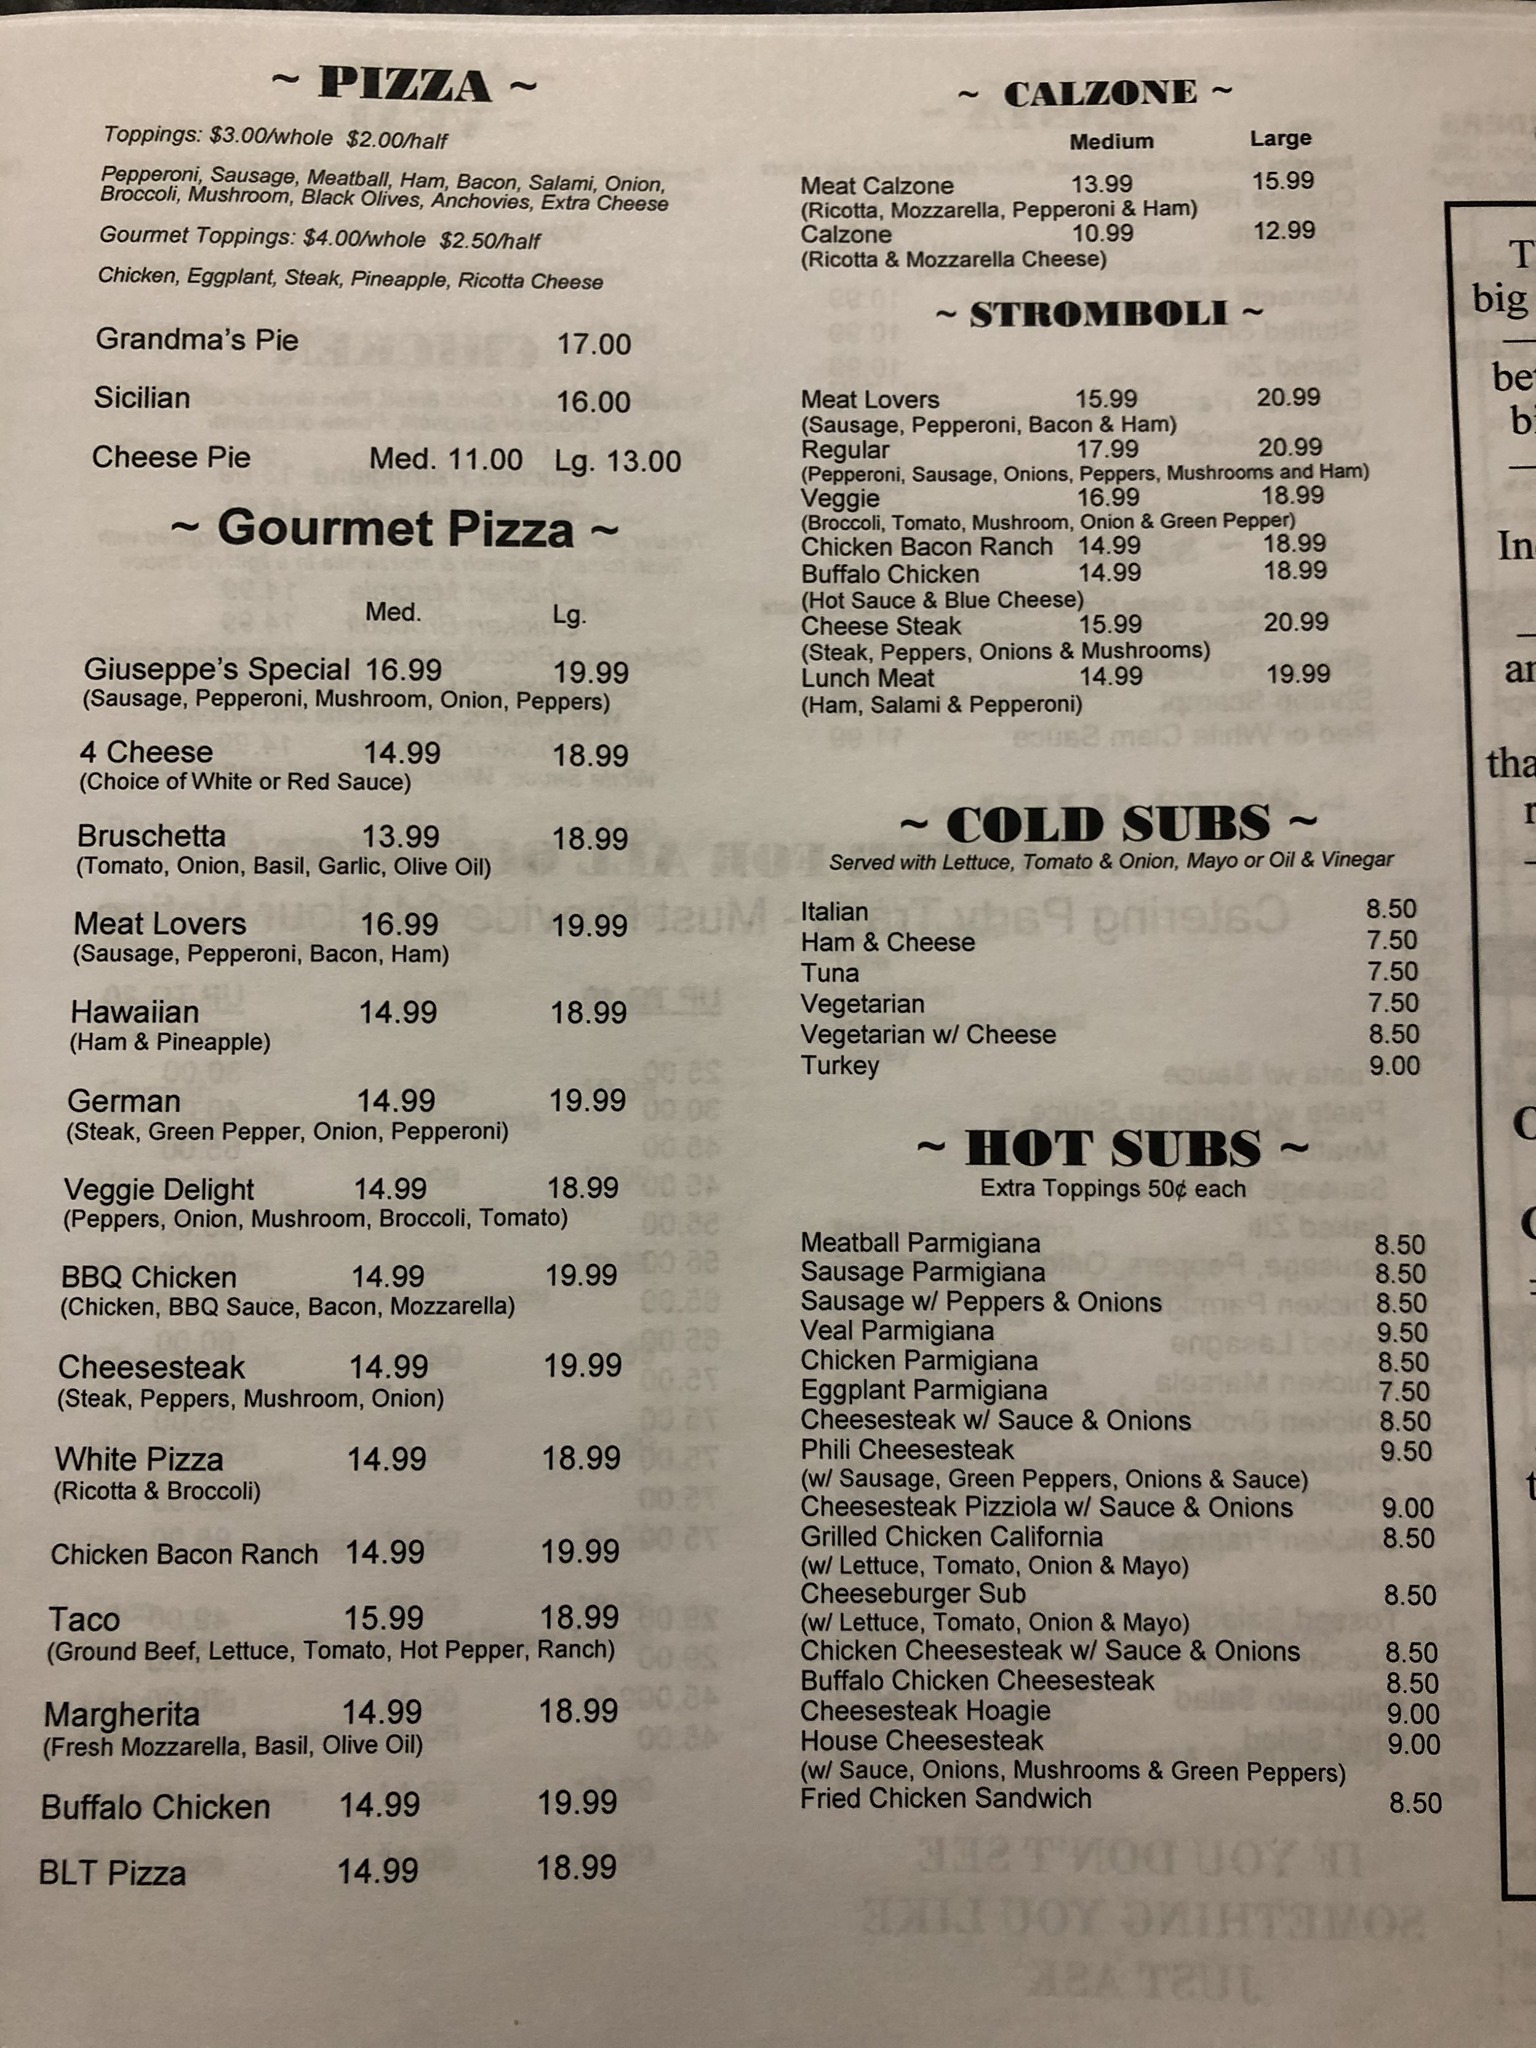 ~ PIZZA ~
Toppings: $3.00/whole $2.00/half
Pepperoni, Sausage, Meatball, Ham, Bacon, Salami, Onion,
Broccoli, Mushroom, Black Olives, Anchovies, Extra Cheese
Gourmet Toppings: $4.00/whole $2.50/half
Chicken, Eggplant, Steak, Pineapple, Ricotta Cheese
Grandma's Pie 17.00
Sicilian 16.00
Cheese Pie Med. 11.00 Lg. 13.00
~ Gourmet Pizza ~
Med. Lg.
Giuseppe's Special 16.99 19.99
(Sausage, Pepperoni, Mushroom, Onion, Peppers)
4 Cheese 14.99 18.99
(Choice of White or Red Sauce)
Bruschetta 13.99 18.99
(Tomato, Onion, Basil, Garlic, Olive Oil)
Meat Lovers 16.99 19.99
(Sausage, Pepperoni, Bacon, Ham)
Hawaiian 14.99 18.99
(Ham & Pineapple)
German 14.99 19.99
(Steak, Green Pepper, Onion, Pepperoni)
Veggie Delight 14.99 18.99
(Peppers, Onion, Mushroom, Broccoli, Tomato)
BBQ Chicken 14.99 19.99
(Chicken, BBQ Sauce, Bacon, Mozzarella)
Cheesesteak 14.99 19.99
(Steak, Peppers, Mushroom, Onion)
White Pizza 14.99 18.99
(Ricotta & Broccoli)
Chicken Bacon Ranch 14.99 19.99
Taco 15.99 18.99
(Ground Beef, Lettuce, Tomato, Hot Pepper, Ranch)
Margherita 14.99 18.99
(Fresh Mozzarella, Basil, Olive Oil)
Buffalo Chicken 14.99 19.99
BLT Pizza 14.99 18.99
~ CALZONE ~
Medium Large
Meat Calzone 13.99 15.99
(Ricotta, Mozzarella, Pepperoni & Ham)
Calzone 10.99 12.99
(Ricotta & Mozzarella Cheese)
~ STROMBOLI ~
Meat Lovers 15.99 20.99
(Sausage, Pepperoni, Bacon & Ham)
Regular 17.99 20.99
(Pepperoni, Sausage, Onions, Peppers, Mushrooms and Ham)
Veggie 16.99 18.99
(Broccoli, Tomato, Mushroom, Onion & Green Pepper)
Chicken Bacon Ranch 14.99 18.99
Buffalo Chicken 14.99 18.99
(Hot Sauce & Blue Cheese)
Cheese Steak 15.99 20.99
(Steak, Peppers, Onions & Mushrooms)
Lunch Meat 14.99 19.99
(Ham, Salami & Pepperoni)
~ COLD SUBS ~
Served with Lettuce, Tomato & Onion, Mayo or Oil & Vinegar
Italian 8.50
Ham & Cheese 7.50
Tuna 7.50
Vegetarian 7.50
Vegetarian w/ Cheese 8.50
Turkey 9.00
~ HOT SUBS ~
Extra Toppings 50¢ each
Meatball Parmigiana 8.50
Sausage Parmigiana 8.50
Sausage w/ Peppers & Onions 8.50
Veal Parmigiana 9.50
Chicken Parmigiana 8.50
Eggplant Parmigiana 7.50
Cheesesteak w/ Sauce & Onions 8.50
Phili Cheesesteak 9.50
(w/ Sausage, Green Peppers, Onions & Sauce)
Cheesesteak Pizziola w/ Sauce & Onions 9.00
Grilled Chicken California 8.50
(w/ Lettuce, Tomato, Onion & Mayo)
Cheeseburger Sub 8.50
(w/ Lettuce, Tomato, Onion & Mayo)
Chicken Cheesesteak w/ Sauce & Onions 8.50
Buffalo Chicken Cheesesteak 8.50
Cheesesteak Hoagie 9.00
House Cheesesteak 9.00
(w/ Sauce, Onions, Mushrooms & Green Peppers)
Fried Chicken Sandwich 8.50
big